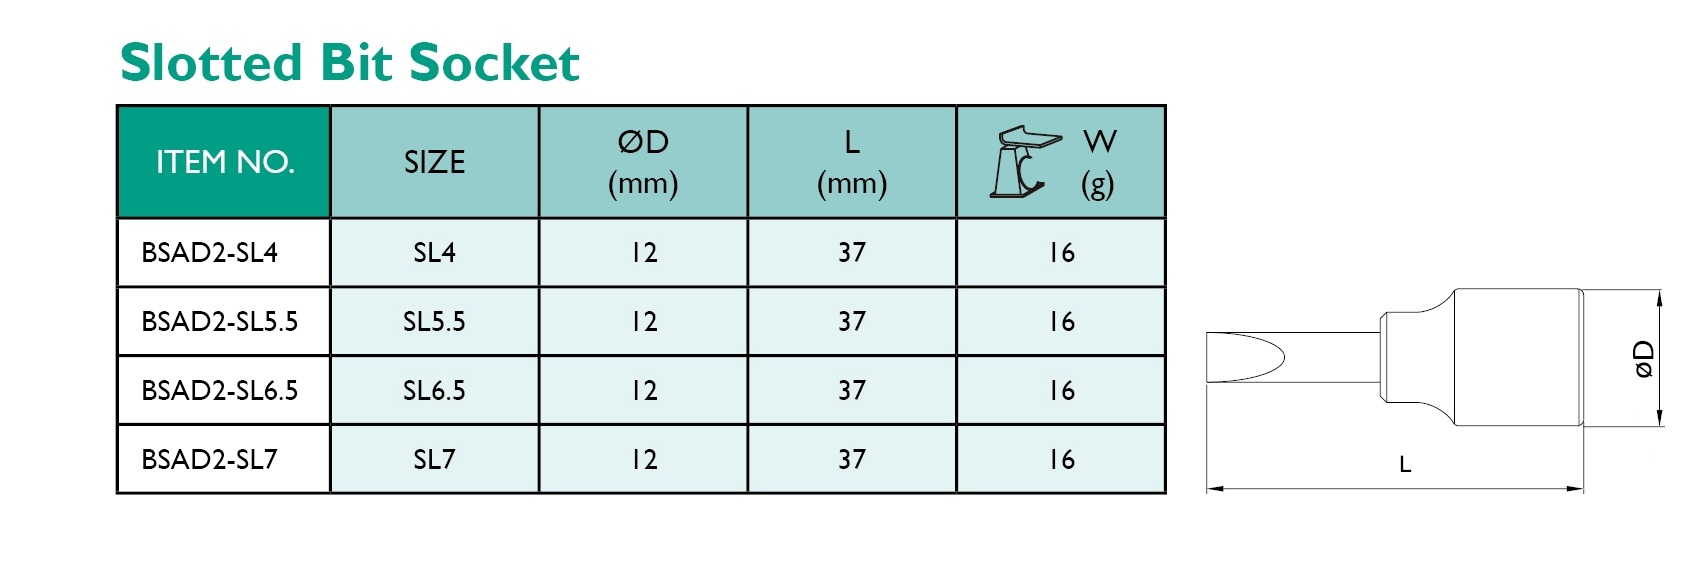 Slotted Bit Socket
ITEM NO. SIZE ØD (mm) L (mm) W (g)
BSAD2-SL4 SL4 12 37 16
BSAD2-SL5.5 SL5.5 12 37 16
BSAD2-SL6.5 SL6.5 12 37 16
BSAD2-SL7 SL7 12 37 16
øD
L